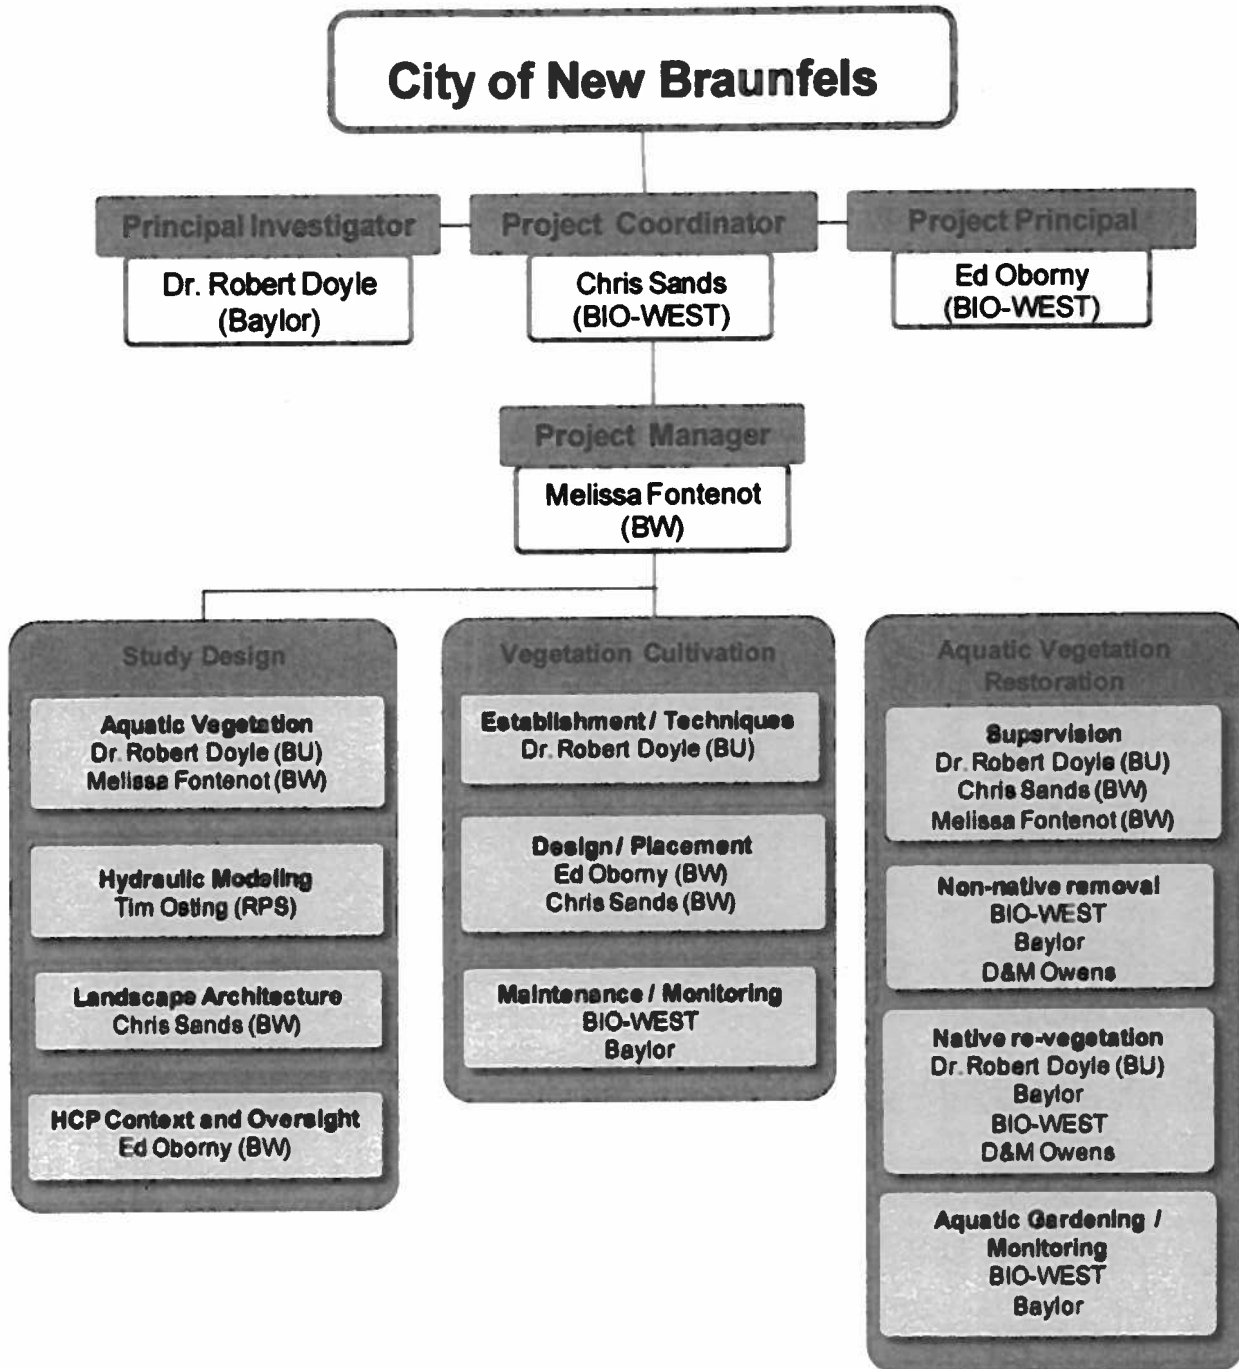 City of New Braunfels
Principal Investigator
Dr. Robert Doyle
(Baylor)
Project Coordinator
Chris Sands
(BIO-WEST)
Project Principal
Ed Oborny
(BIO-WEST)
Project Manager
Melissa Fontenot
(BW)
Study Design
Aquatic Vegetation
Dr. Robert Doyle (BU)
Melissa Fontenot (BW)
Hydraulic Modeling
Tim Osting (RPS)
Landscape Architecture
Chris Sands (BW)
HCP Context and Oversight
Ed Oborny (BW)
Vegetation Cultivation
Establishment / Techniques
Dr. Robert Doyle (BU)
Design / Placement
Ed Oborny (BW)
Chris Sands (BW)
Maintenance / Monitoring
BIO-WEST
Baylor
Aquatic Vegetation
Restoration
Supervision
Dr. Robert Doyle (BU)
Chris Sands (BW)
Melissa Fontenot (BW)
Non-native removal
BIO-WEST
Baylor
D&M Owens
Native re-vegetation
Dr. Robert Doyle (BU)
Baylor
BIO-WEST
D&M Owens
Aquatic Gardening /
Monitoring
BIO-WEST
Baylor